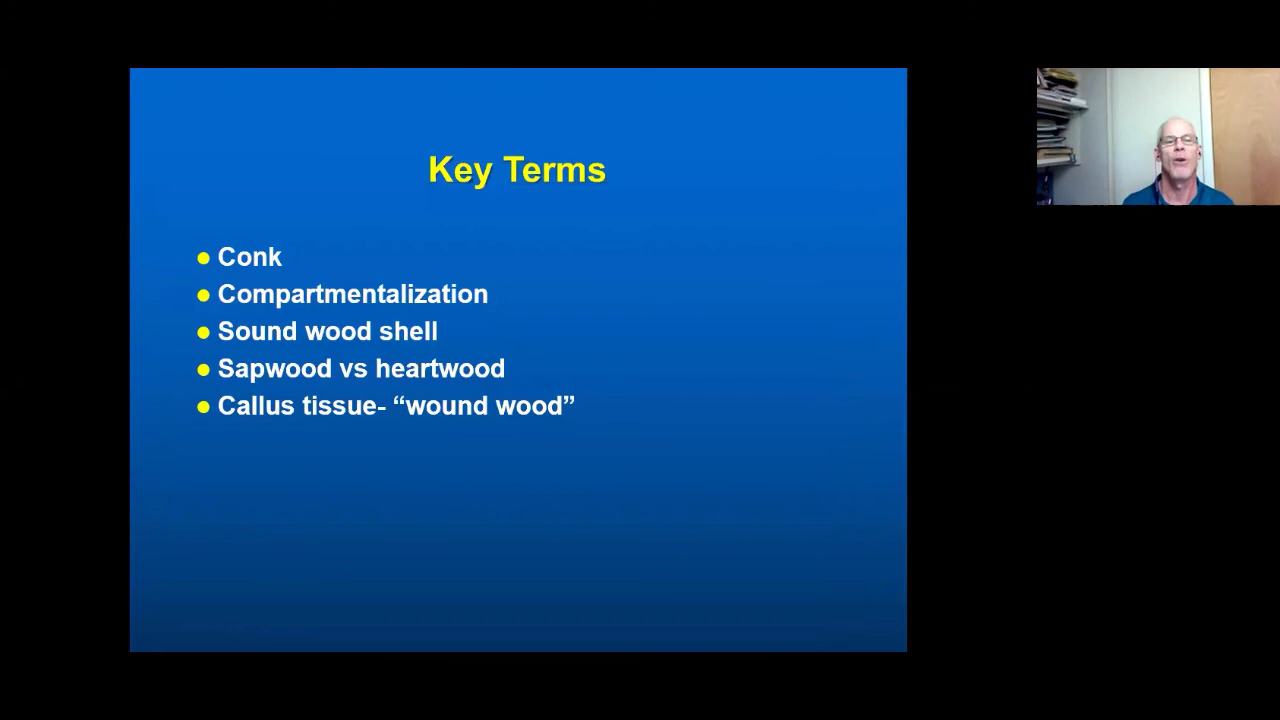 Key Terms
Conk
Compartmentalization
Sound wood shell
Sapwood vs heartwood
Callus tissue- “wound wood”